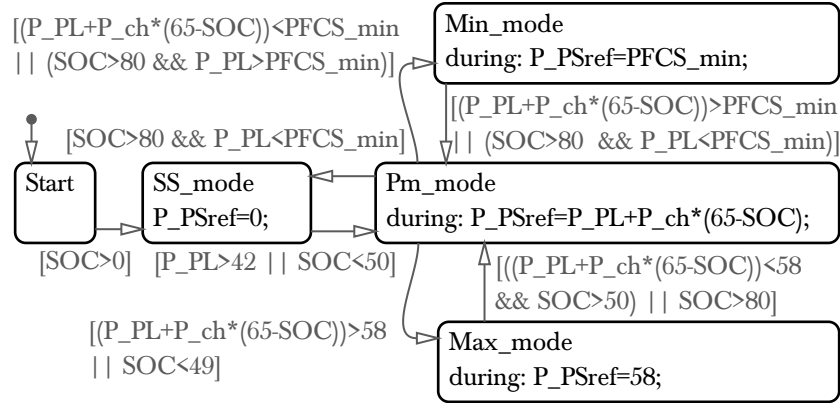 [(P_PL+P_ch*(65-SOC))<PFCS_min
|| (SOC>80 && P_PL>PFCS_min)]
Min_mode
during: P_PSref=PFCS_min;
[(P_PL+P_ch*(65-SOC))>PFCS_min
|| (SOC>80 && P_PL<PFCS_min)]
[SOC>80 && P_PL<PFCS_min]
Start
SS_mode
P_PSref=0;
Pm_mode
during: P_PSref=P_PL+P_ch*(65-SOC);
[SOC>0]
[P_PL>42 || SOC<50]
[((P_PL+P_ch*(65-SOC))<58
&& SOC>50) || SOC>80]
[(P_PL+P_ch*(65-SOC))>58
|| SOC<49]
Max_mode
during: P_PSref=58;